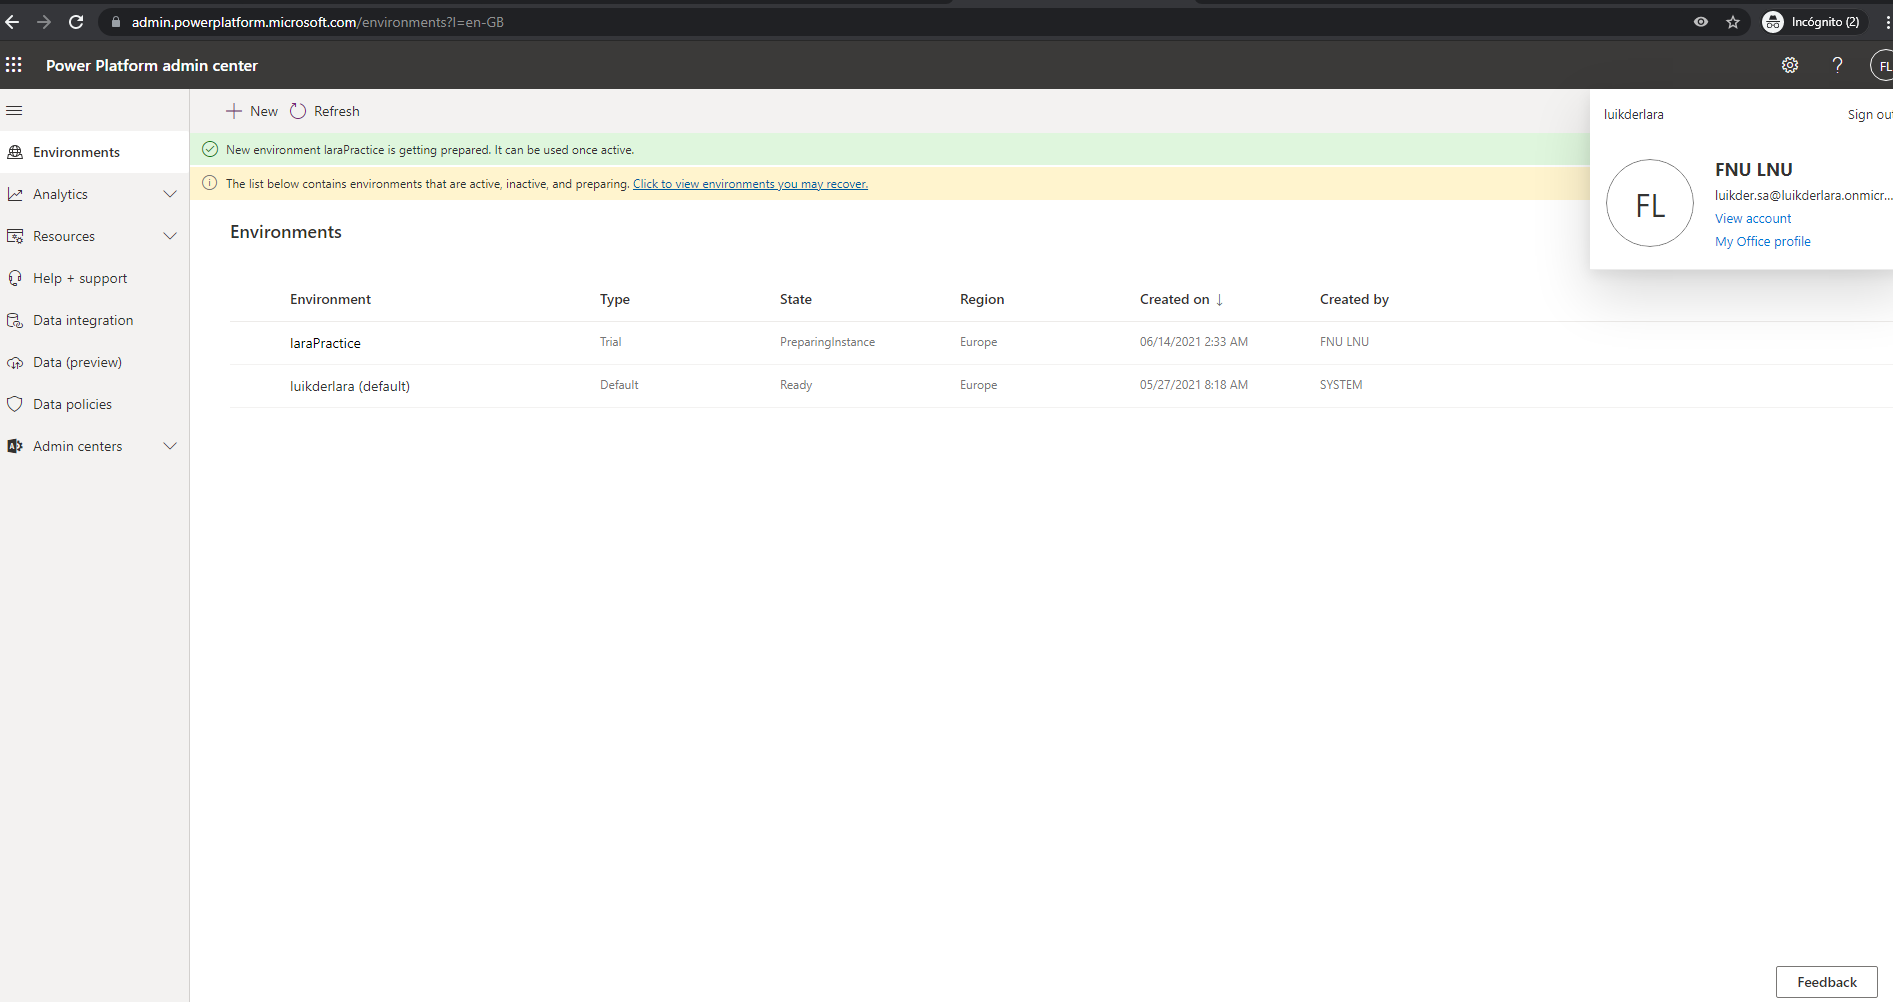 admin.powerplatform.microsoft.com/environments?l=en-GB
Incógnito (2)
Power Platform admin center
?
FL
New
Refresh
luikderlara
Sign out
Environments
New environment laraPractice is getting prepared. It can be used once active.
FNU LNU
Analytics
The list below contains environments that are active, inactive, and preparing. Click to view environments you may recover.
luikder.sa@luikderlara.onmicr...
FL
View account
Resources
Environments
My Office profile
Help + support
Environment Type State Region Created on ↓ Created by
Data integration
laraPractice Trial PreparingInstance Europe 06/14/2021 2:33 AM FNU LNU
Data (preview)
luikderlara (default) Default Ready Europe 05/27/2021 8:18 AM SYSTEM
Data policies
Admin centers
Feedback